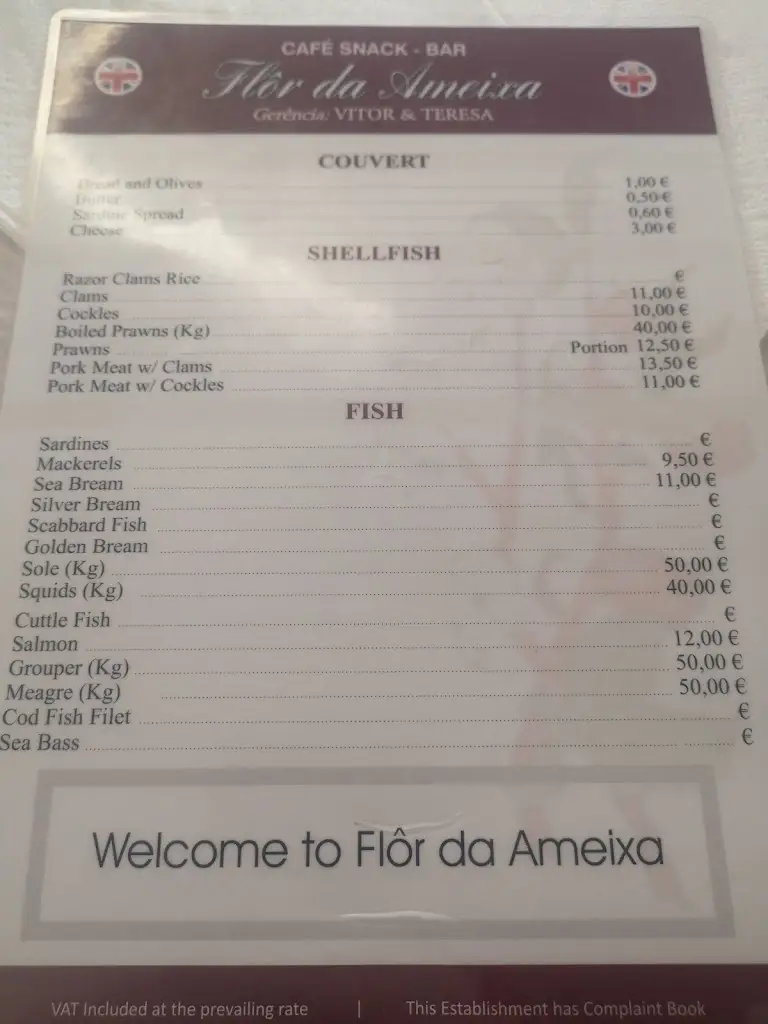 CAFÉ SNACK - BAR
Flôr da Ameixa
Gerência: VITOR & TERESA
COUVERT
Bread and Olives 1,00 €
Butter 0,50 €
Sardine Spread 0,60 €
Cheese 3,00 €
SHELLFISH
Razor Clams Rice €
Clams 11,00 €
Cockles 10,00 €
Boiled Prawns (Kg) 40,00 €
Prawns Portion 12,50 €
Pork Meat w/ Clams 13,50 €
Pork Meat w/ Cockles 11,00 €
FISH
Sardines €
Mackerels 9,50 €
Sea Bream 11,00 €
Silver Bream €
Scabbard Fish €
Golden Bream €
Sole (Kg) 50,00 €
Squids (Kg) 40,00 €
Cuttle Fish €
Salmon 12,00 €
Grouper (Kg) 50,00 €
Meagre (Kg) 50,00 €
Cod Fish Filet €
Sea Bass €
Welcome to Flôr da Ameixa
VAT Included at the prevailing rate | This Establishment has Complaint Book